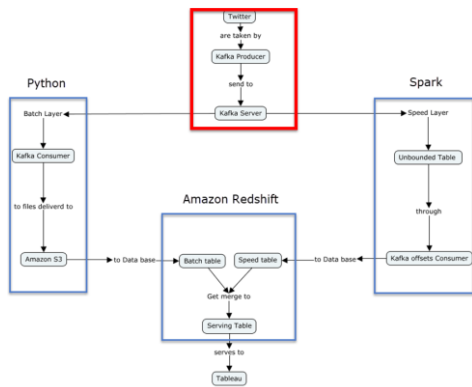 Twitter
are taken by
Kafka Producer
send to
Kafka Server
Python
Batch Layer
Kafka Consumer
to files deliverd to
Amazon S3
to Data base
Spark
Speed Layer
Unbounded Table
through
Kafka offsets Consumer
to Data base
Amazon Redshift
Batch table
Speed table
Get merge to
Serving Table
serves to
Tableau